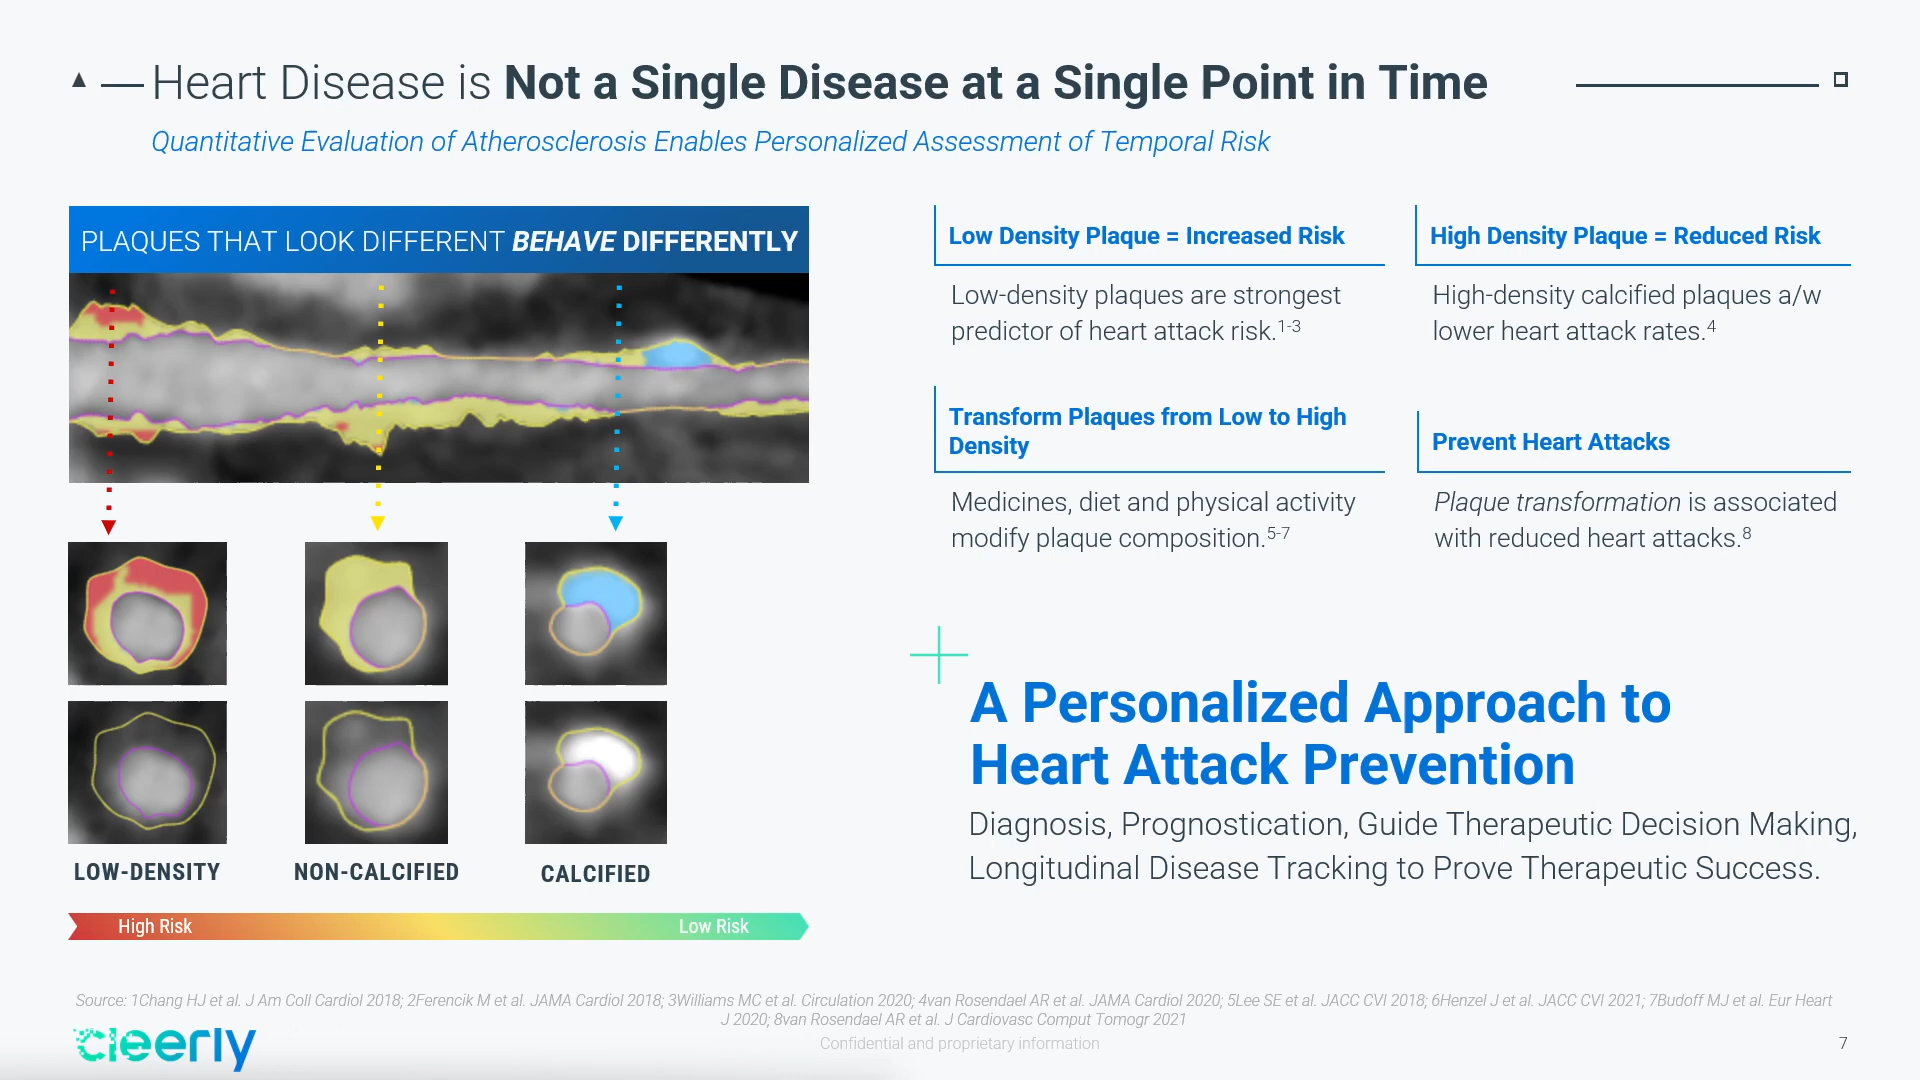 Heart Disease is Not a Single Disease at a Single Point in Time
Quantitative Evaluation of Atherosclerosis Enables Personalized Assessment of Temporal Risk
PLAQUES THAT LOOK DIFFERENT BEHAVE DIFFERENTLY
LOW-DENSITY
NON-CALCIFIED
CALCIFIED
High Risk
Low Risk
Low Density Plaque = Increased Risk
Low-density plaques are strongest
predictor of heart attack risk.1-3
High Density Plaque = Reduced Risk
High-density calcified plaques a/w
lower heart attack rates.4
Transform Plaques from Low to High
Density
Medicines, diet and physical activity
modify plaque composition.5-7
Prevent Heart Attacks
Plaque transformation is associated
with reduced heart attacks.8
A Personalized Approach to
Heart Attack Prevention
Diagnosis, Prognostication, Guide Therapeutic Decision Making,
Longitudinal Disease Tracking to Prove Therapeutic Success.
Source: 1Chang HJ et al. J Am Coll Cardiol 2018; 2Ferencik M et al. JAMA Cardiol 2018; 3Williams MC et al. Circulation 2020; 4van Rosendael AR et al. JAMA Cardiol 2020; 5Lee SE et al. JACC CVI 2018; 6Henzel J et al. JACC CVI 2021; 7Budoff MJ et al. Eur Heart
J 2020; 8van Rosendael AR et al. J Cardiovasc Comput Tomogr 2021
cleerly
Confidential and proprietary information
7